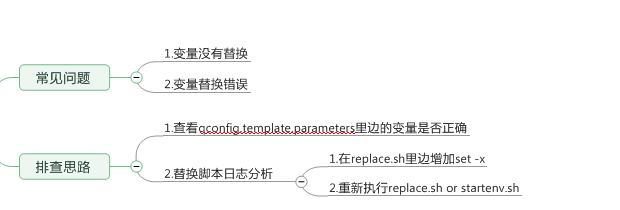 常见问题
1.变量没有替换
2.变量替换错误
排查思路
1.查看qconfig.template.parameters里边的变量是否正确
2.替换脚本日志分析
1.在replace.sh里边增加set -x
2.重新执行replace.sh or startenv.sh